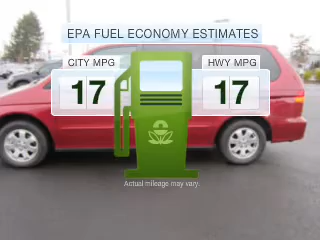 EPA FUEL ECONOMY ESTIMATES
CITY MPG
HWY MPG
17
17
Actual mileage may vary.